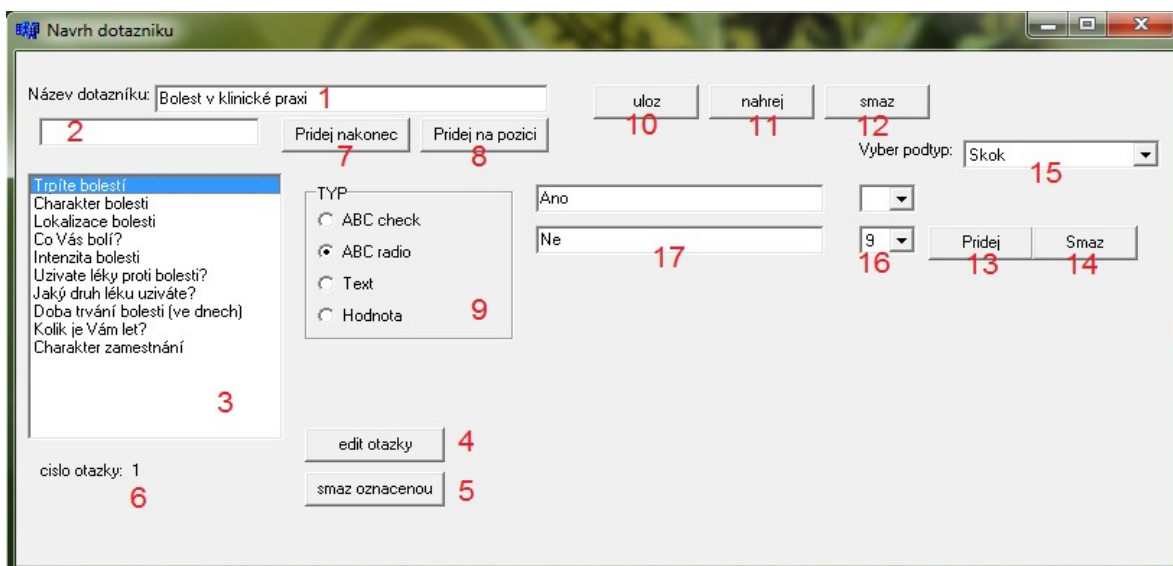 Navrh dotazniku
Název dotazníku: Bolest v klinické praxi 1
uloz nahrej smaz
10 11 12
2
Pridej nakonec Pridej na pozici
7 8
Vyber podtyp: Skok
15
Trpíte bolestí
Charakter bolesti
Lokalizace bolesti
Co Vás bolí?
Intenzita bolesti
Uzivate léky proti bolesti?
Jaký druh léku uziváte?
Doba trvání bolesti (ve dnech)
Kolik je Vám let?
Charakter zamestnání
3
TYP
ABC check
ABC radio
Text
Hodnota
9
Ano
Ne 9 Pridej Smaz
17 16 13 14
edit otazky 4
smaz oznacenou 5
cislo otazky: 1
6